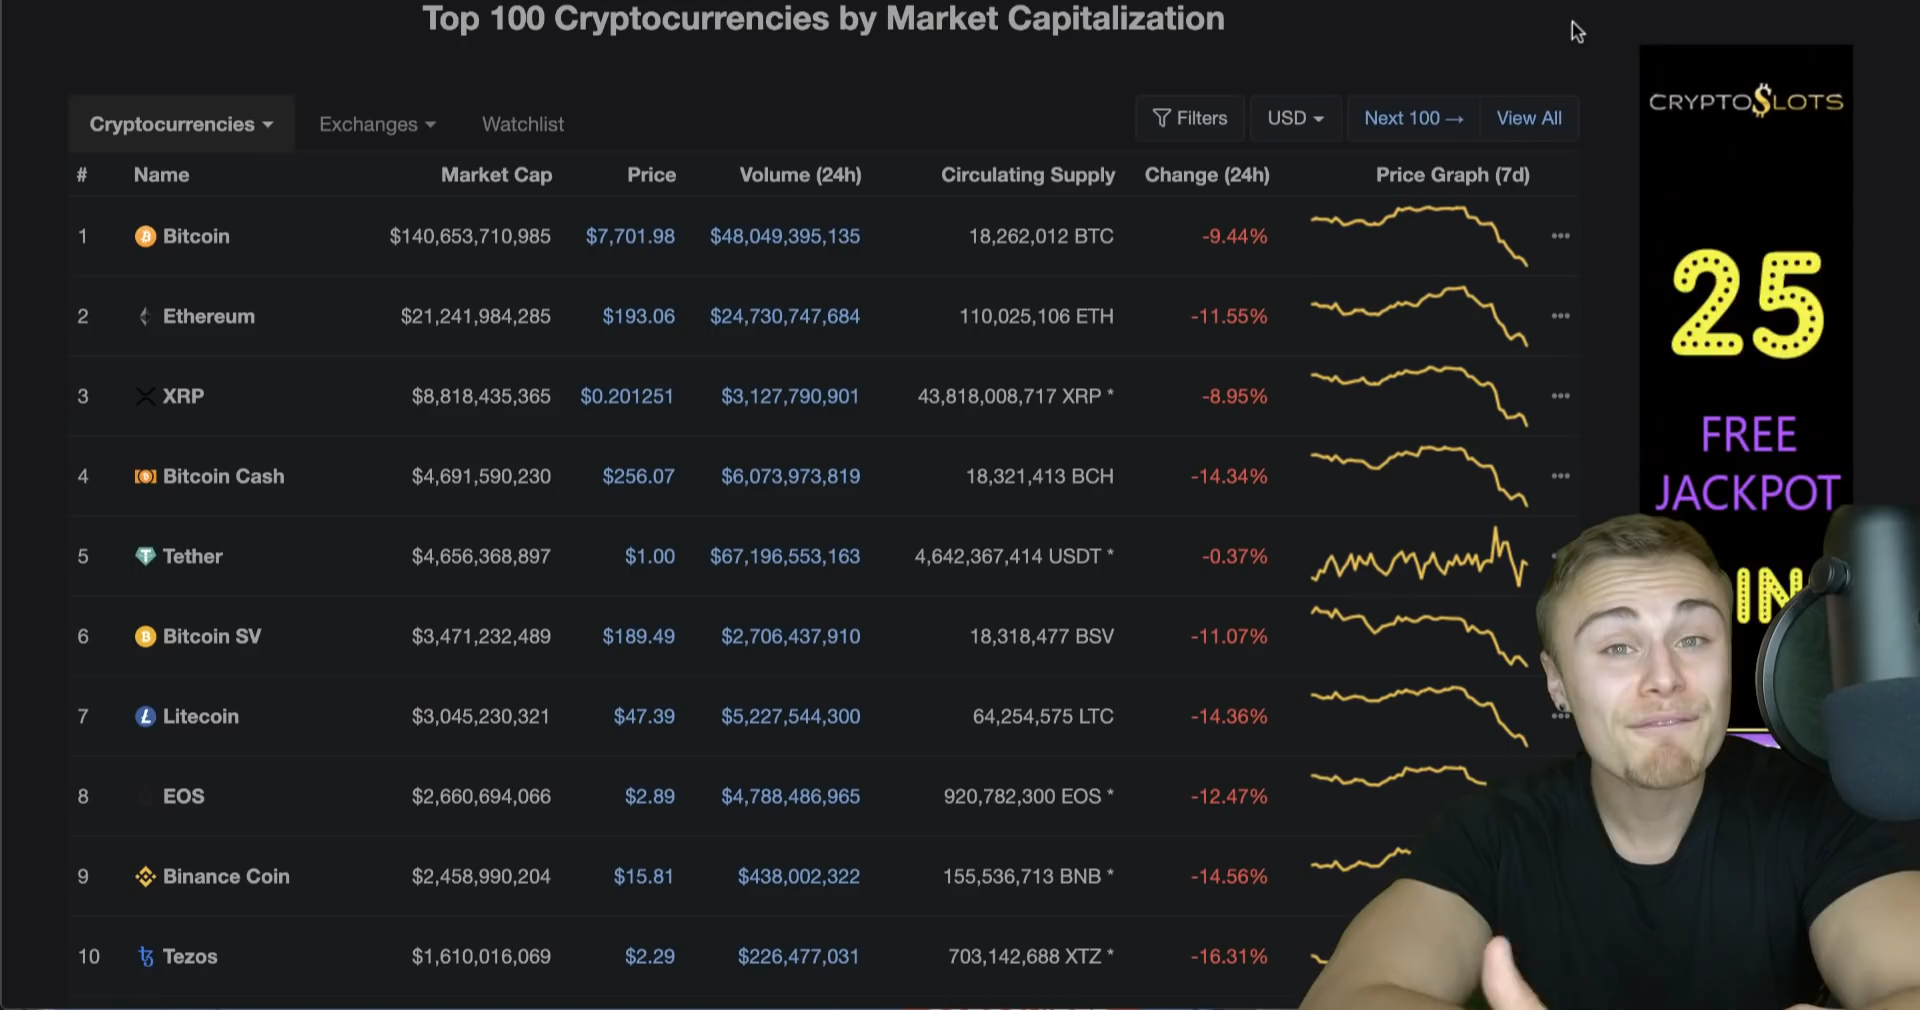 Top 100 Cryptocurrencies by Market Capitalization
Cryptocurrencies Exchanges Watchlist Filters USD Next 100 → View All
# Name Market Cap Price Volume (24h) Circulating Supply Change (24h) Price Graph (7d)
1 Bitcoin $140,653,710,985 $7,701.98 $48,049,395,135 18,262,012 BTC -9.44%
2 Ethereum $21,241,984,285 $193.06 $24,730,747,684 110,025,106 ETH -11.55%
3 XRP $8,818,435,365 $0.201251 $3,127,790,901 43,818,008,717 XRP * -8.95%
4 Bitcoin Cash $4,691,590,230 $256.07 $6,073,973,819 18,321,413 BCH -14.34%
5 Tether $4,656,368,897 $1.00 $67,196,553,163 4,642,367,414 USDT * -0.37%
6 Bitcoin SV $3,471,232,489 $189.49 $2,706,437,910 18,318,477 BSV -11.07%
7 Litecoin $3,045,230,321 $47.39 $5,227,544,300 64,254,575 LTC -14.36%
8 EOS $2,660,694,066 $2.89 $4,788,486,965 920,782,300 EOS * -12.47%
9 Binance Coin $2,458,990,204 $15.81 $438,002,322 155,536,713 BNB * -14.56%
10 Tezos $1,610,016,069 $2.29 $226,477,031 703,142,688 XTZ * -16.31%
CRYPTO$LOTS
25
FREE
JACKPOT